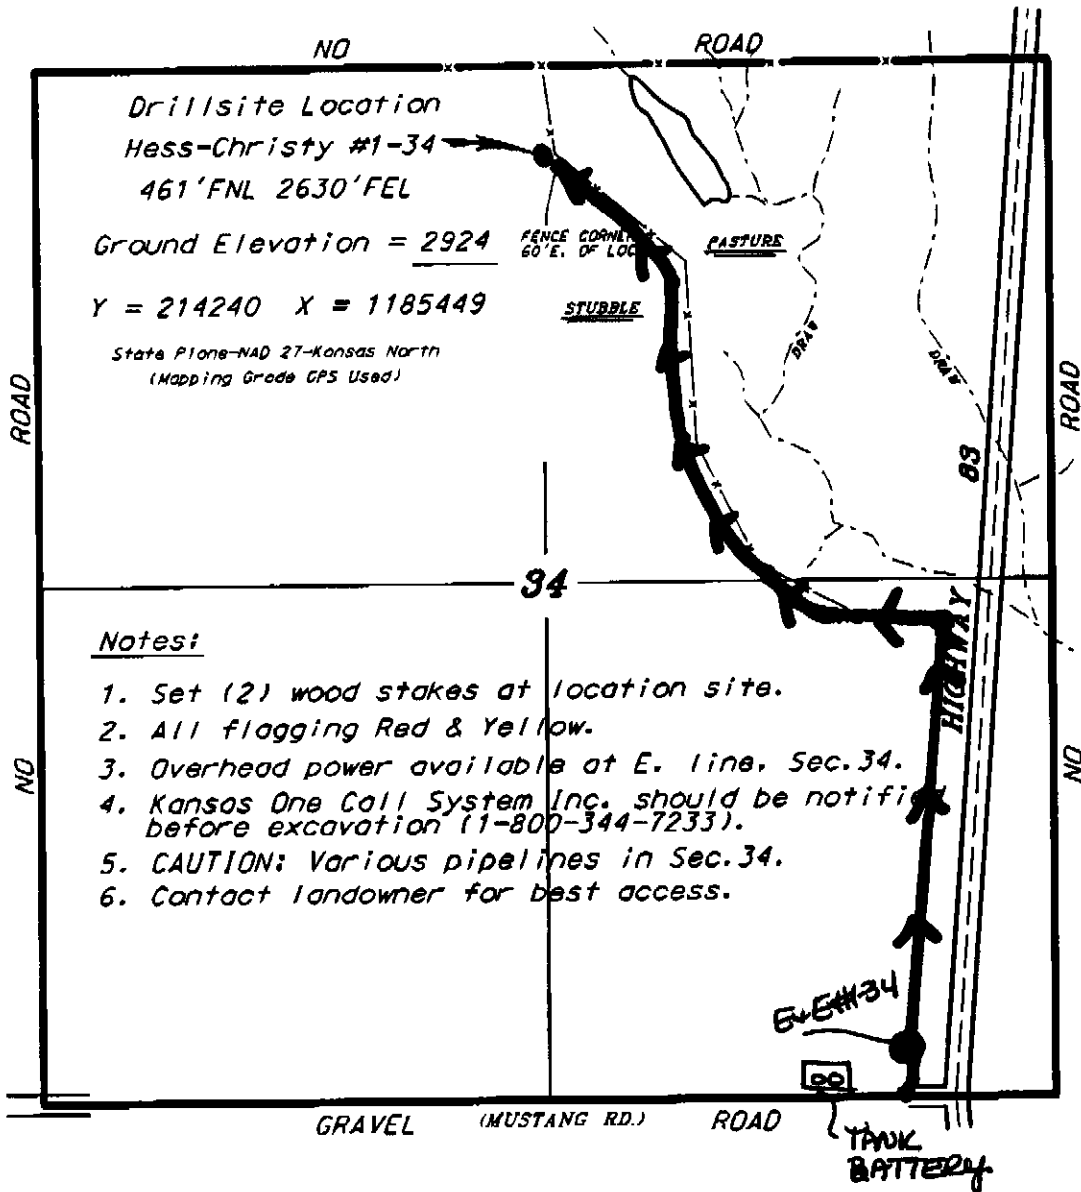 NO ROAD
Drillsite Location
Hess-Christy #1-34
461'FNL 2630'FEL
Ground Elevation = 2924
FENCE CORNER
60'E. OF LOC
PASTURE
Y = 214240 X = 1185449
STUBBLE
State Plane-NAD 27-Kansas North
(Mapping Grade GPS Used)
DRAW
DRAW
ROAD
ROAD
83
34
HIGHWAY
Notes:
1. Set (2) wood stakes at location site.
2. All flagging Red & Yellow.
3. Overhead power available at E. line, Sec.34.
NO
NO
4. Kansas One Call System Inc. should be notified
before excavation (1-800-344-7233).
5. CAUTION: Various pipelines in Sec.34.
6. Contact landowner for best access.
E+E#1-34
GRAVEL (MUSTANG RD.) ROAD
TANK
BATTERY